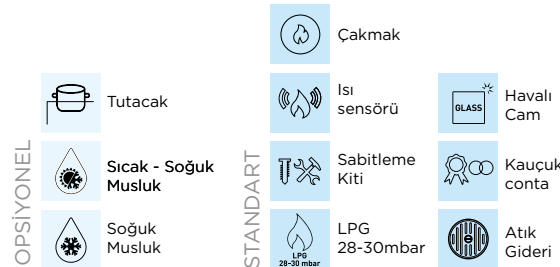 OPSİYONEL
Tutacak
Sıcak - Soğuk
Musluk
Soğuk
Musluk
STANDART
Çakmak
Isı
sensörü
Sabitleme
Kiti
LPG
28-30 mbar
LPG
28-30mbar
GLASS
Havalı
Cam
Kauçuk
conta
Atık
Gideri